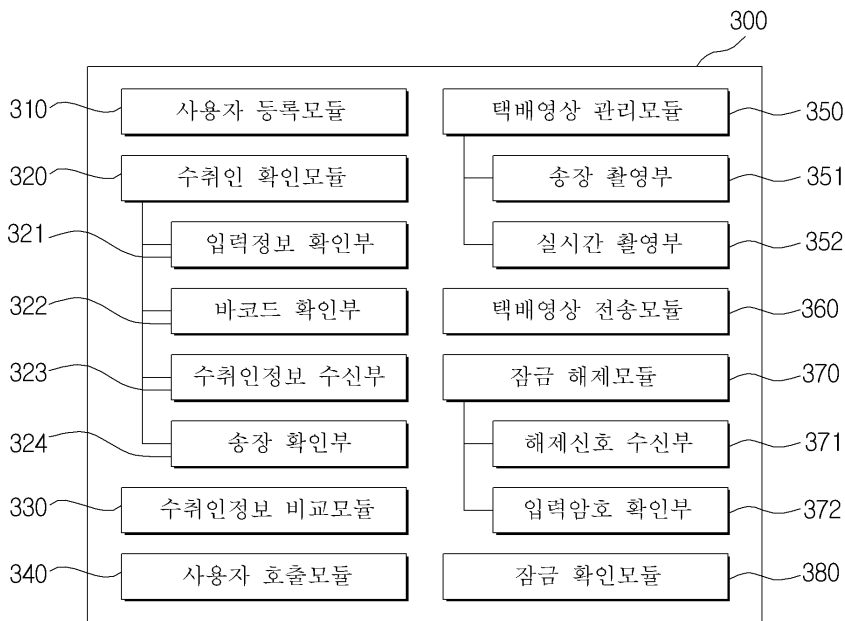 300
310 사용자 등록모듈
320 수취인 확인모듈
321 입력정보 확인부
322 바코드 확인부
323 수취인정보 수신부
324 송장 확인부
330 수취인정보 비교모듈
340 사용자 호출모듈
택배영상 관리모듈 350
송장 촬영부 351
실시간 촬영부 352
택배영상 전송모듈 360
잠금 해제모듈 370
해제신호 수신부 371
입력암호 확인부 372
잠금 확인모듈 380